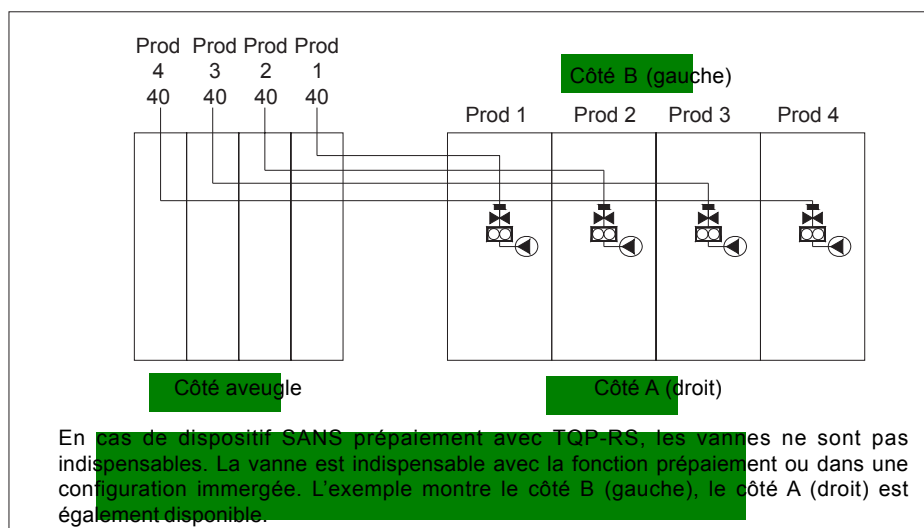 Prod Prod Prod Prod
4 3 2 1
40 40 40 40
Côté B (gauche)
Prod 1 Prod 2 Prod 3 Prod 4
Côté aveugle Côté A (droit)
En cas de dispositif SANS prépaiement avec TQP-RS, les vannes ne sont pas
indispensables. La vanne est indispensable avec la fonction prépaiement ou dans une
configuration immergée. L’exemple montre le côté B (gauche), le côté A (droit) est
également disponible.